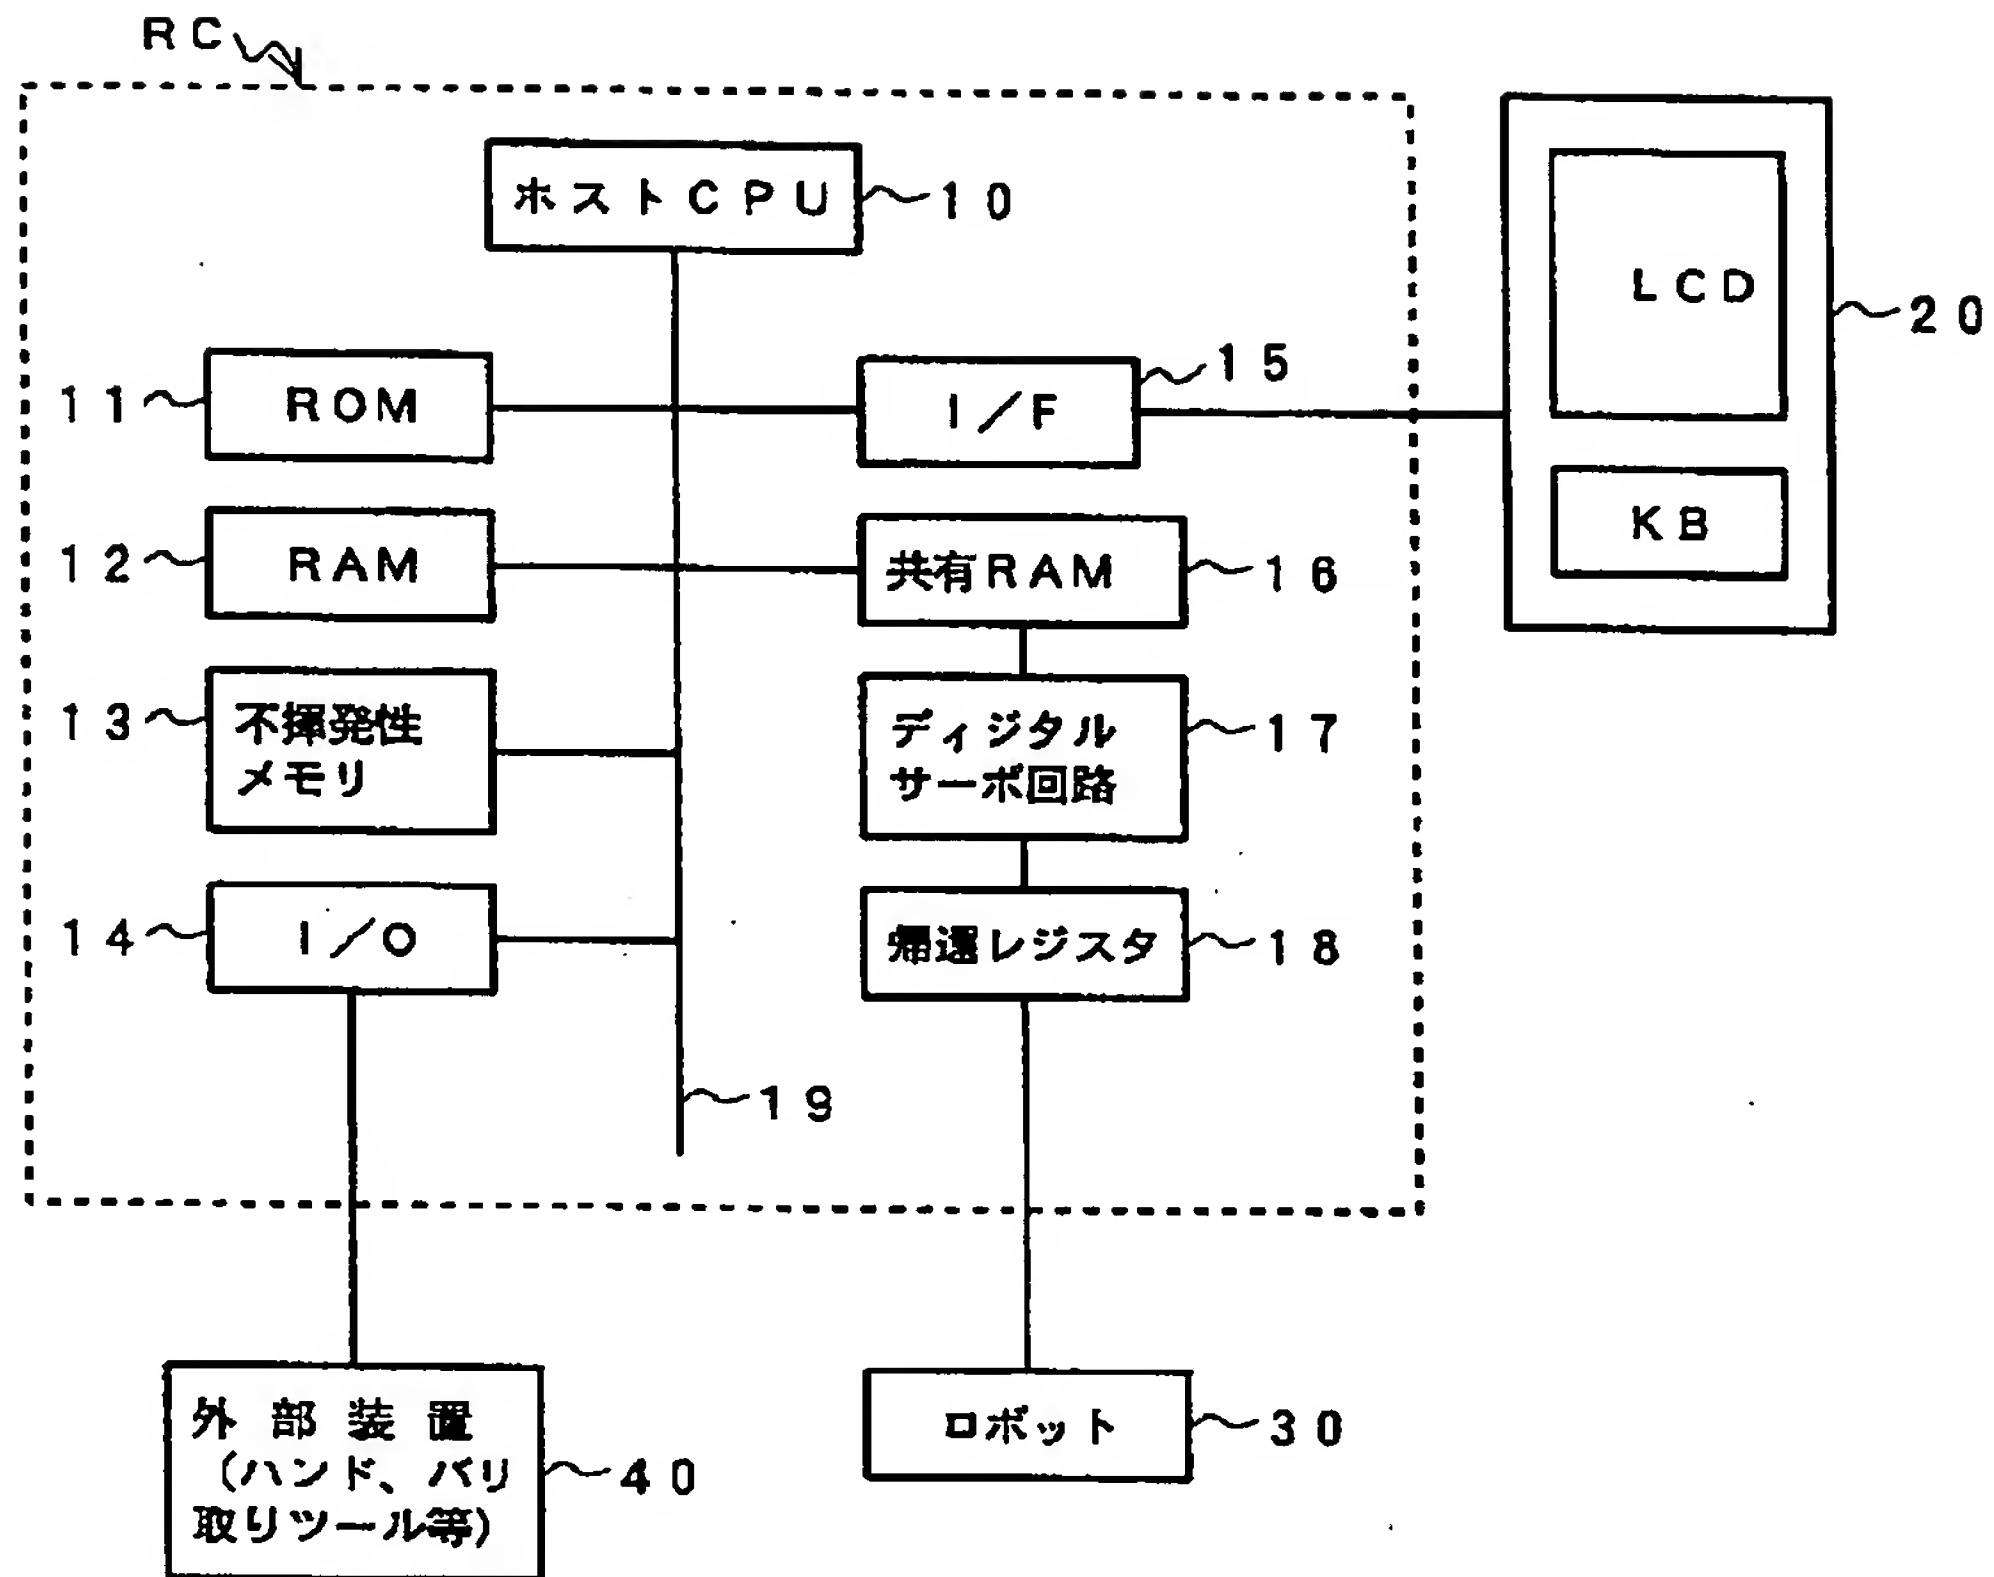 RC
ホストCPU
10
LCD
20
11
ROM
I/F
15
KB
12
RAM
共有RAM
16
13
不揮発性
メモリ
ディジタル
サーボ回路
17
14
I/O
帰還レジスタ
18
19
外部装置
(ハンド、バリ
取りツール等)
40
ロボット
30